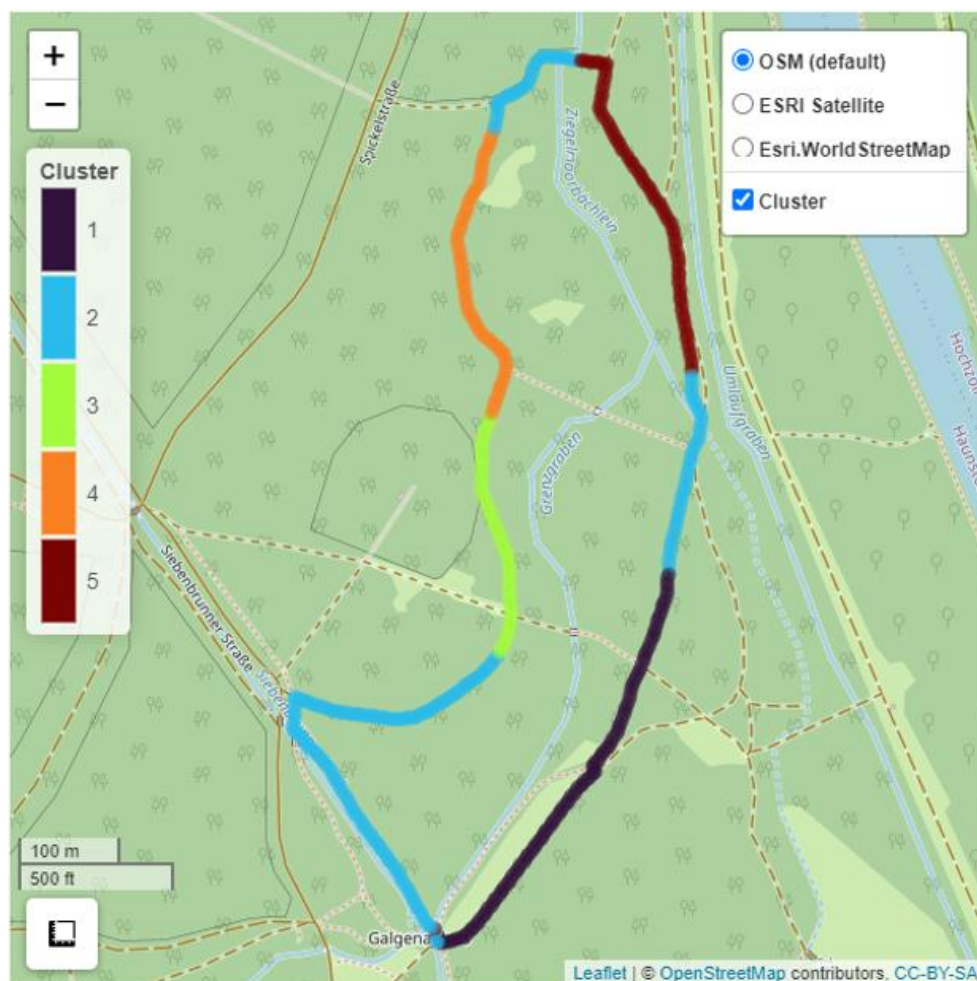 +
−
Cluster
1
2
3
4
5
OSM (default)
ESRI Satellite
Esri.WorldStreetMap
Cluster
Spickelstraße
Ziegelmoorbächlein
Grenzgraben
Umlaufgraben
Siebenbrunner Straße
100 m
500 ft
Galgena
Leaflet | © OpenStreetMap contributors, CC-BY-SA